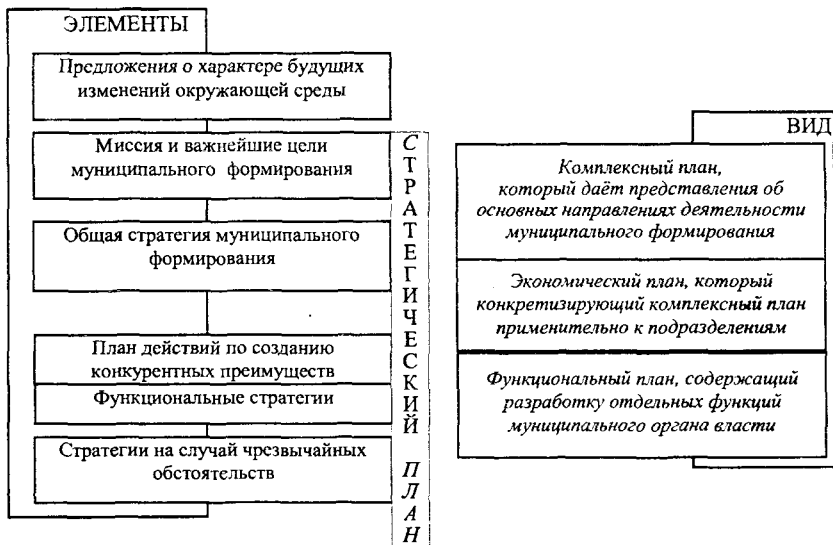 ЭЛЕМЕНТЫ
Предложения о характере будущих
изменений окружающей среды
Миссия и важнейшие цели
муниципального формирования
Общая стратегия муниципального
формирования
План действий по созданию
конкурентных преимуществ
Функциональные стратегии
Стратегии на случай чрезвычайных
обстоятельств
СТРАТЕГИЧЕСКИЙ ПЛАН
ВИД
Комплексный план,
который даёт представления об
основных направлениях деятельности
муниципального формирования
Экономический план, который
конкретизирующий комплексный план
применительно к подразделениям
Функциональный план, содержащий
разработку отдельных функций
муниципального органа власти